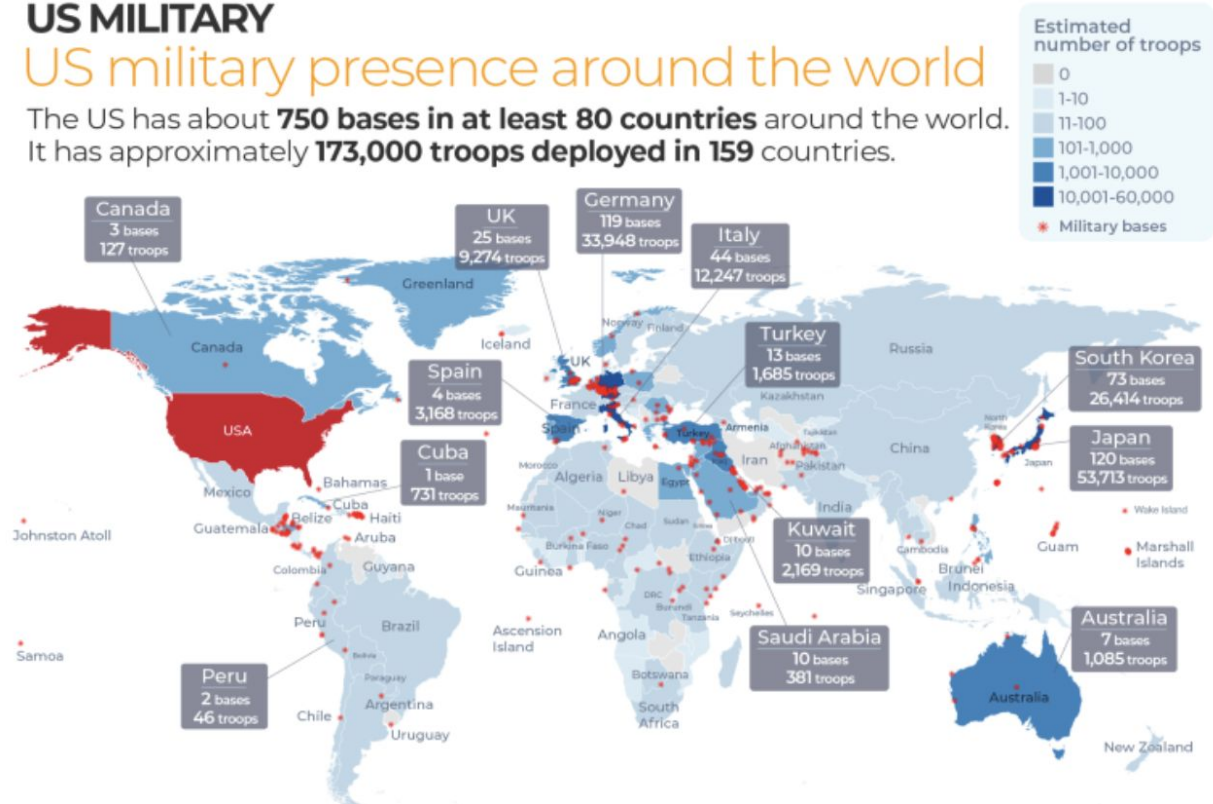 US MILITARY
US military presence around the world
The US has about 750 bases in at least 80 countries around the world.
It has approximately 173,000 troops deployed in 159 countries.
Estimated
number of troops
0
1-10
11-100
101-1,000
1,001-10,000
10,001-60,000
Military bases
Canada
3 bases
127 troops
UK
25 bases
9,274 troops
Germany
119 bases
33,948 troops
Italy
44 bases
12,247 troops
Turkey
13 bases
1,685 troops
South Korea
73 bases
26,414 troops
Spain
4 bases
3,168 troops
Cuba
1 base
731 troops
Japan
120 bases
53,713 troops
Kuwait
10 bases
2,169 troops
Saudi Arabia
10 bases
381 troops
Australia
7 bases
1,085 troops
Peru
2 bases
46 troops
Greenland
Canada
Iceland
Norway
Finland
UK
Russia
France
Kazakhstan
USA
Spain
Turkey
Armenia
Tajikistan
Afghanistan
North
Korea
China
Japan
Morocco
Algeria
Libya
Egypt
Iraq
Iran
Pakistan
Mexico
Bahamas
Cuba
Haiti
Belize
Guatemala
Aruba
Johnston Atoll
Mauritania
Niger
Chad
Sudan
Eritrea
India
Wake Island
Burkina Faso
Djibouti
Ethiopia
Guam
Marshall
Islands
Cambodia
Colombia
Guyana
Guinea
Brunei
Singapore
Indonesia
DBC
Burundi
Tanzania
Seychelles
Peru
Brazil
Ascension
Island
Angola
Samoa
Bolivia
Paraguay
Botswana
Argentina
Chile
Uruguay
South
Africa
Australia
New Zealand